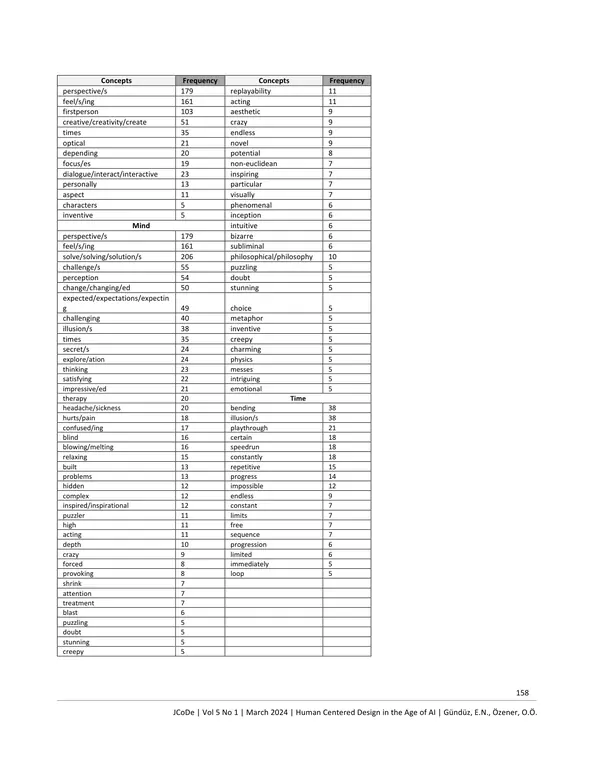 Concepts Frequency Concepts Frequency
perspective/s 179 replayability 11
feel/s/ing 161 acting 11
firstperson 103 aesthetic 9
creative/creativity/create 51 crazy 9
times 35 endless 9
optical 21 novel 9
depending 20 potential 8
focus/es 19 non-euclidean 7
dialogue/interact/interactive 23 inspiring 7
personally 13 particular 7
aspect 11 visually 7
characters 5 phenomenal 6
inventive 5 inception 6
Mind intuitive 6
perspective/s 179 bizarre 6
feel/s/ing 161 subliminal 6
solve/solving/solution/s 206 philosophical/philosophy 10
challenge/s 55 puzzling 5
perception 54 doubt 5
change/changing/ed 50 stunning 5
expected/expectations/expectin
g 49 choice 5
challenging 40 metaphor 5
illusion/s 38 inventive 5
times 35 creepy 5
secret/s 24 charming 5
explore/ation 24 physics 5
thinking 23 messes 5
satisfying 22 intriguing 5
impressive/ed 21 emotional 5
therapy 20 Time
headache/sickness 20 bending 38
hurts/pain 18 illusion/s 38
confused/ing 17 playthrough 21
blind 16 certain 18
blowing/melting 16 speedrun 18
relaxing 15 constantly 18
built 13 repetitive 15
problems 13 progress 14
hidden 12 impossible 12
complex 12 endless 9
inspired/inspirational 12 constant 7
puzzler 11 limits 7
high 11 free 7
acting 11 sequence 7
depth 10 progression 6
crazy 9 limited 6
forced 8 immediately 5
provoking 8 loop 5
shrink 7
attention 7
treatment 7
blast 6
puzzling 5
doubt 5
stunning 5
creepy 5
158
JCoDe | Vol 5 No 1 | March 2024 | Human Centered Design in the Age of AI | Gündüz, E.N., Özener, O.Ö.